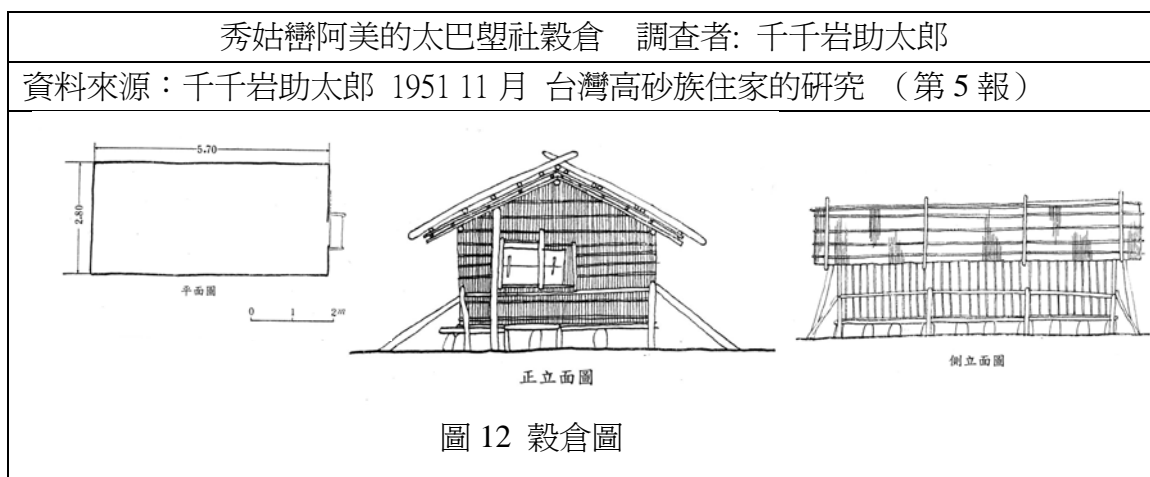 秀姑巒阿美的太巴塱社穀倉 調查者: 千千岩助太郎
資料來源：千千岩助太郎 1951 11 月 台灣高砂族住家的研究 （第 5 報）
5.70
2.80
平面圖
0 1 2M
正立面圖
側立面圖
圖 12 穀倉圖